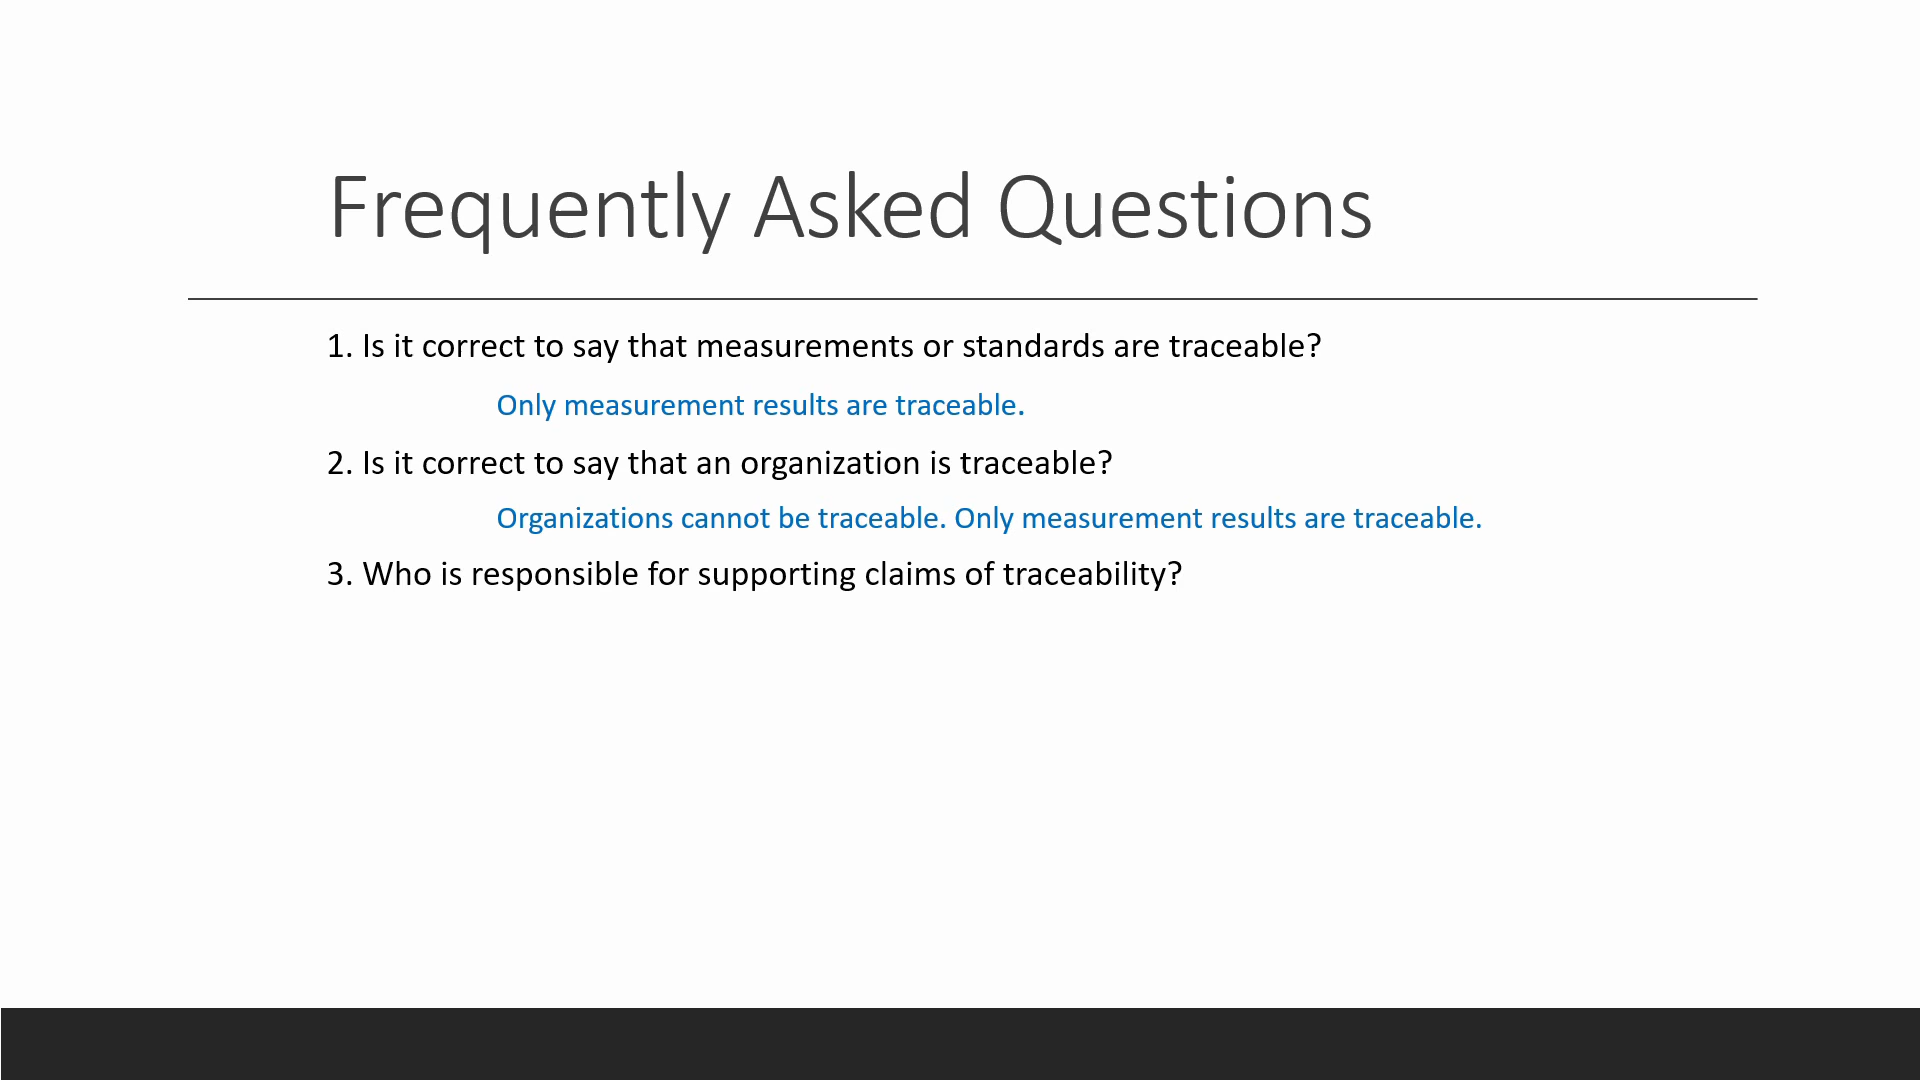 Frequently Asked Questions
1. Is it correct to say that measurements or standards are traceable?
Only measurement results are traceable.
2. Is it correct to say that an organization is traceable?
Organizations cannot be traceable. Only measurement results are traceable.
3. Who is responsible for supporting claims of traceability?